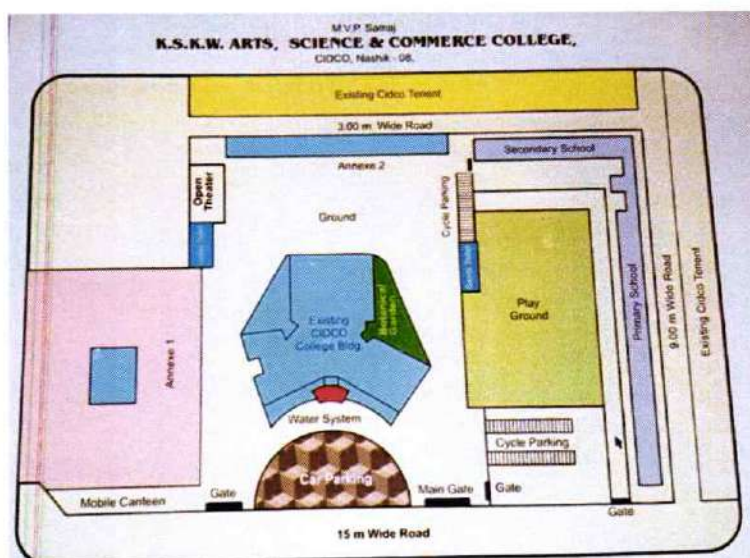 M.V.P. Samaj
K.S.K.W. ARTS, SCIENCE & COMMERCE COLLEGE,
CIDCO, Nashik - 08.
Existing Cidco Tenent
3.00 m. Wide Road
Annexe 2
Secondary School
Open
Theater
Cycle Parking
Ground
Botanical
Garden
Existing
CIDCO
College Bldg.
Play
Ground
Primary School
9.00 m. Wide Road
Existing Cidco Tenent
Annexe 1
Water System
Cycle Parking
Car Parking
Mobile Canteen
Gate
Main Gate
Gate
Gate
15 m Wide Road